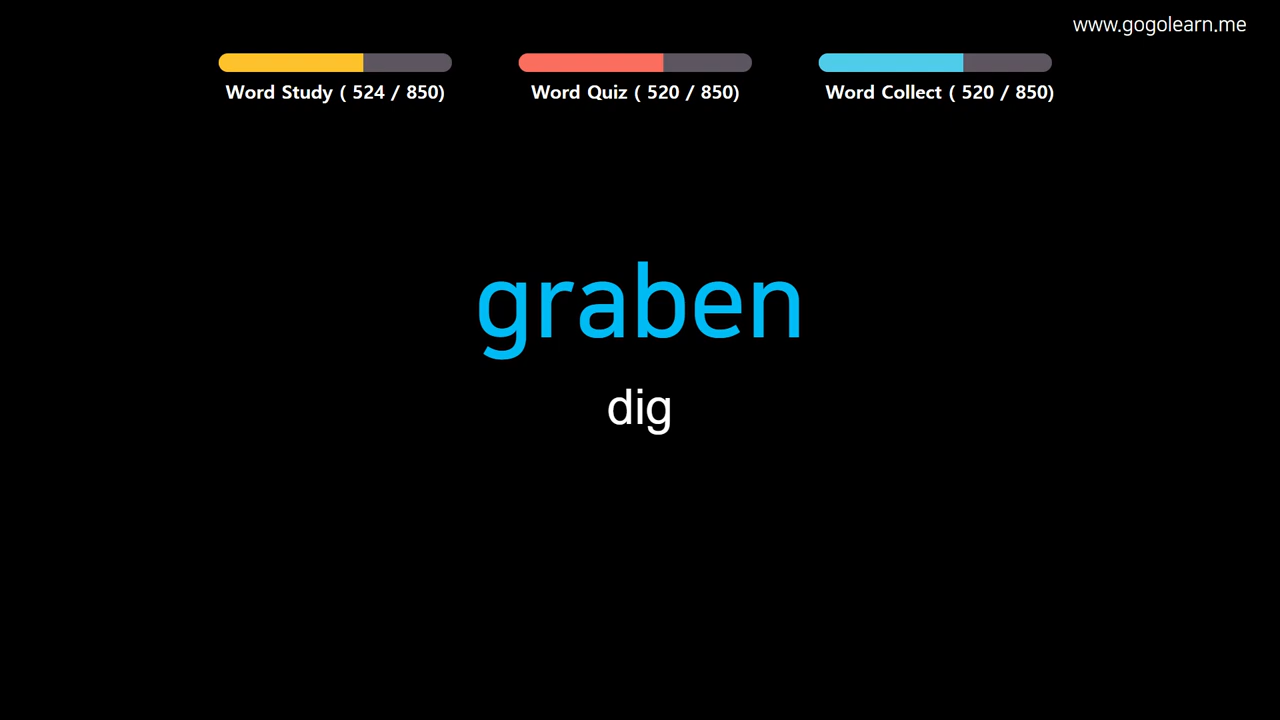 www.gogolearn.me
Word Study ( 524 / 850)
Word Quiz ( 520 / 850)
Word Collect ( 520 / 850)
graben
dig